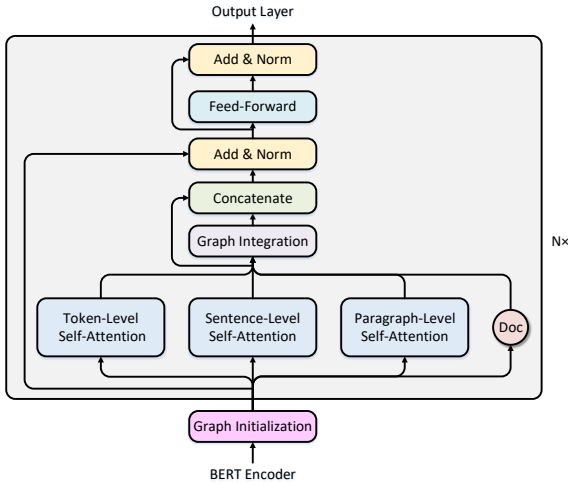 Output Layer
Add & Norm
Feed-Forward
Add & Norm
Concatenate
Graph Integration
N×
Token-Level
Self-Attention
Sentence-Level
Self-Attention
Paragraph-Level
Self-Attention
Doc
Graph Initialization
BERT Encoder